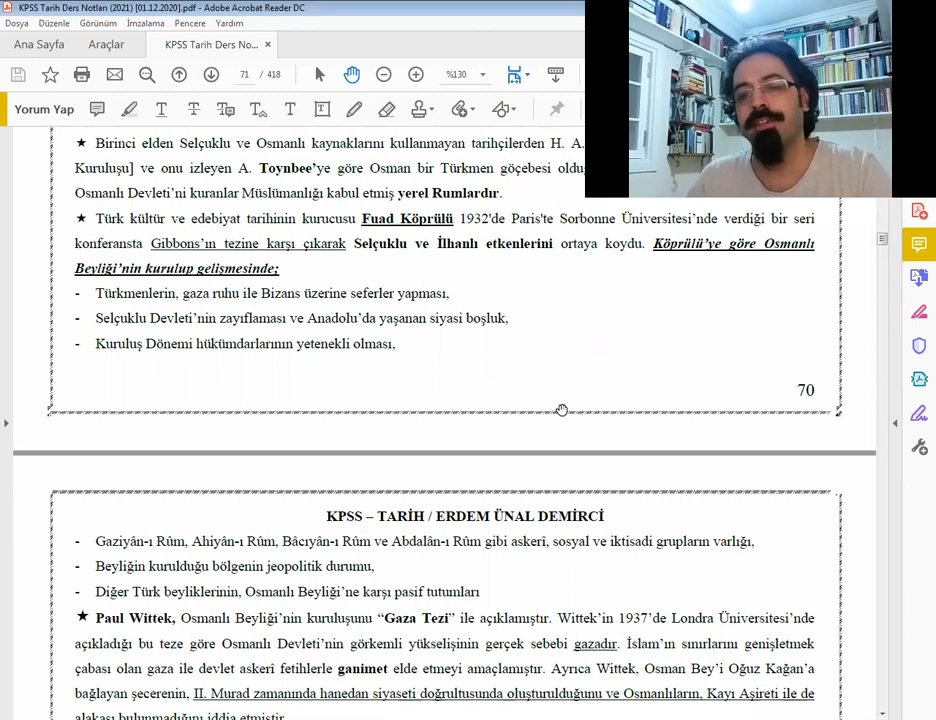 KPSS Tarih Ders Notları (2021) [01.12.2020].pdf - Adobe Acrobat Reader DC
Dosya Düzenle Görünüm İmzalama Pencere Yardım
Ana Sayfa Araçlar KPSS Tarih Ders No... ×
71 / 418 %130
Yorum Yap
★ Birinci elden Selçuklu ve Osmanlı kaynaklarını kullanmayan tarihçilerden H. A.
Kuruluşu] ve onu izleyen A. Toynbee’ye göre Osman bir Türkmen göçebesi
Osmanlı Devleti’ni kuranlar Müslümanlığı kabul etmiş yerel Rumlardır.
★ Türk kültür ve edebiyat tarihinin kurucusu Fuad Köprülü 1932'de Paris'te Sorbonne Üniversitesi’nde verdiği bir seri
konferansta Gibbons’ın tezine karşı çıkarak Selçuklu ve İlhanlı etkenlerini ortaya koydu. Köprülü’ye göre Osmanlı
Beyliği’nin kurulup gelişmesinde;
- Türkmenlerin, gaza ruhu ile Bizans üzerine seferler yapması,
- Selçuklu Devleti’nin zayıflaması ve Anadolu’da yaşanan siyasi boşluk,
- Kuruluş Dönemi hükümdarlarının yetenekli olması,
70
KPSS – TARİH / ERDEM ÜNAL DEMİRCİ
- Gaziyân-ı Rûm, Ahiyân-ı Rûm, Bâcıyân-ı Rûm ve Abdalân-ı Rûm gibi askerî, sosyal ve iktisadi grupların varlığı,
- Beyliğin kurulduğu bölgenin jeopolitik durumu,
- Diğer Türk beyliklerinin, Osmanlı Beyliği’ne karşı pasif tutumları
★ Paul Wittek, Osmanlı Beyliği’nin kuruluşunu “Gaza Tezi” ile açıklamıştır. Wittek’in 1937’de Londra Üniversitesi’nde
açıkladığı bu teze göre Osmanlı Devleti’nin görkemli yükselişinin gerçek sebebi gazadır. İslam’ın sınırlarını genişletmek
çabası olan gaza ile devlet askerî fetihlerle ganimet elde etmeyi amaçlamıştır. Ayrıca Wittek, Osman Bey’i Oğuz Kağan’a
bağlayan şecerenin, II. Murad zamanında hanedan siyaseti doğrultusunda oluşturulduğunu ve Osmanlıların, Kayı Aşireti ile de
alakası bulunmadığını iddia etmiştir.